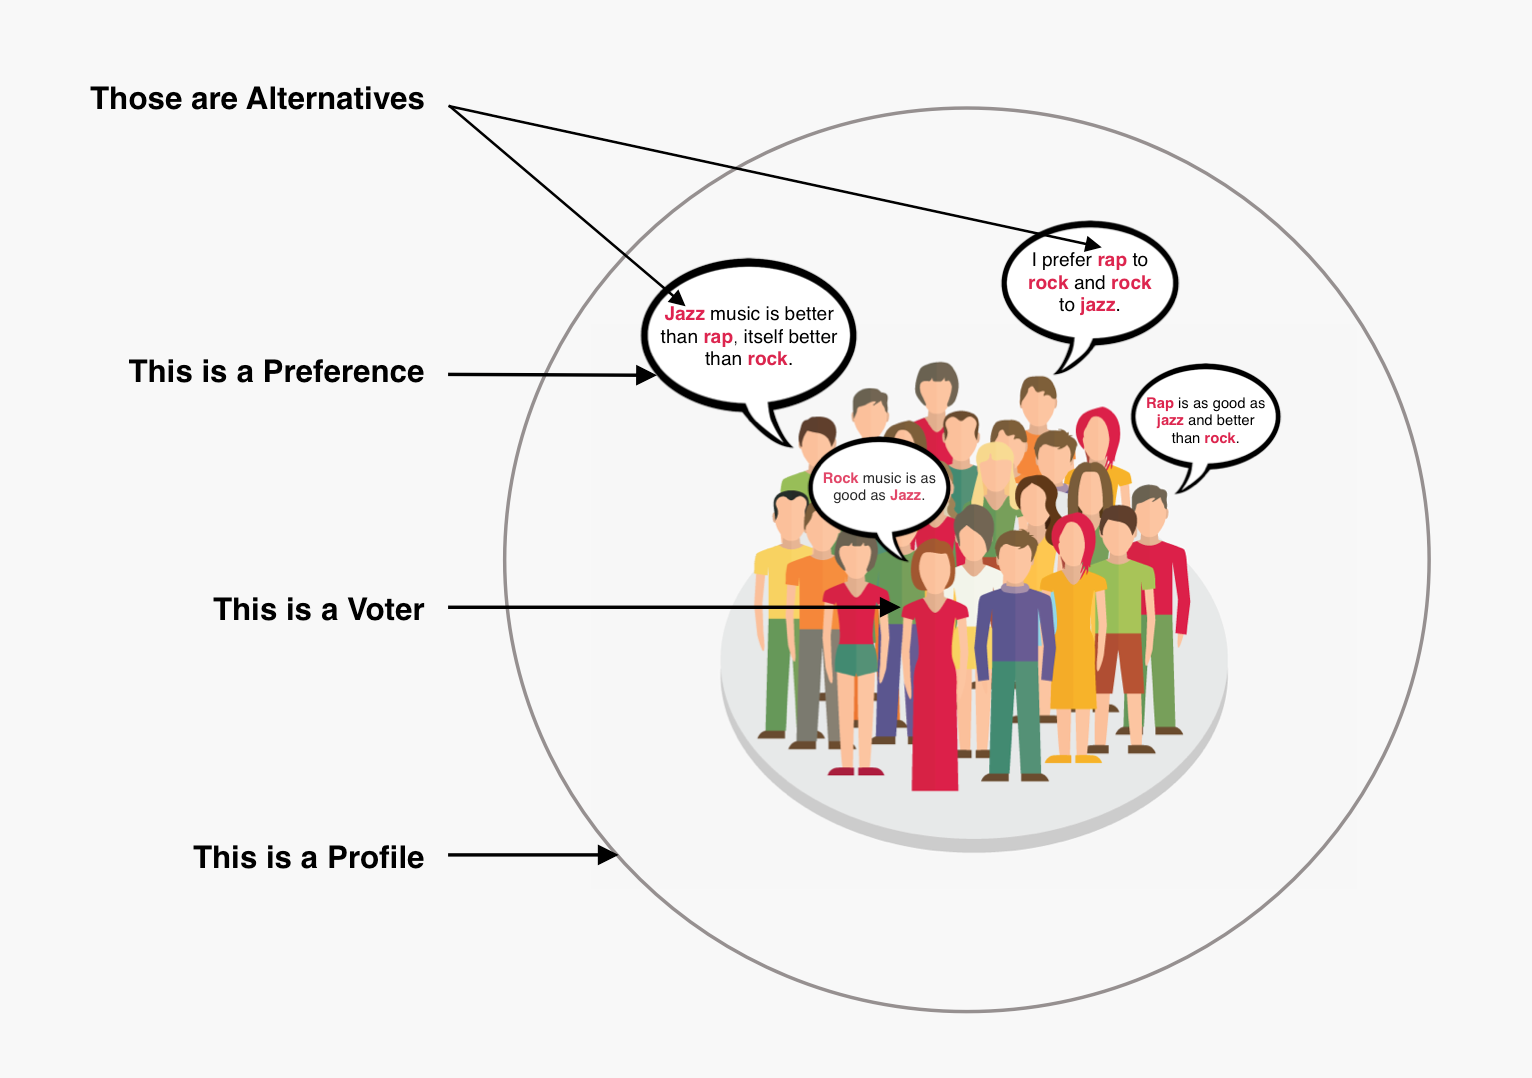 Those are Alternatives
I prefer rap to
rock and rock
to jazz.
Jazz music is better
than rap, itself better
than rock.
This is a Preference
Rap is as good as
jazz and better
than rock.
Rock music is as
good as Jazz.
This is a Voter
This is a Profile